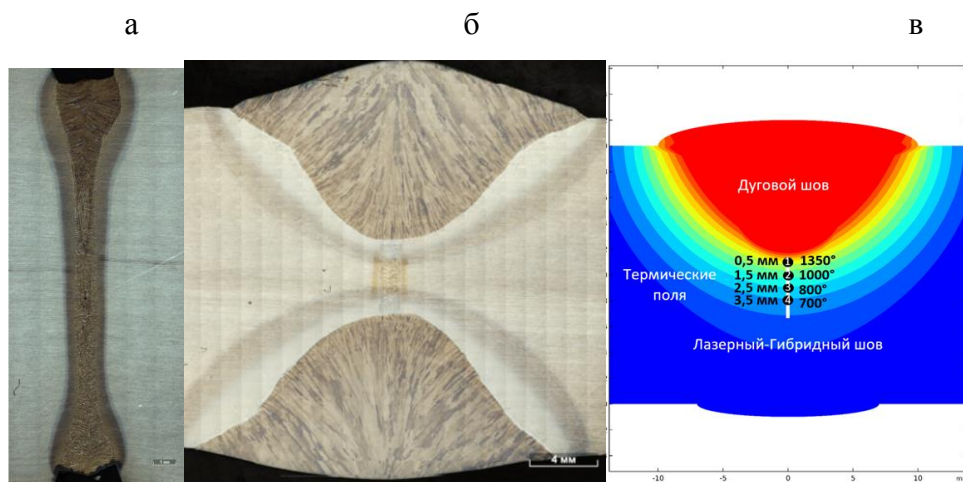 а
б
в
Дуговой шов
0,5 мм 1 1350°
1,5 мм 2 1000°
2,5 мм 3 800°
3,5 мм 4 700°
Термические
поля
Лазерный-Гибридный шов
4 мм
-10 -5 0 5 10 m